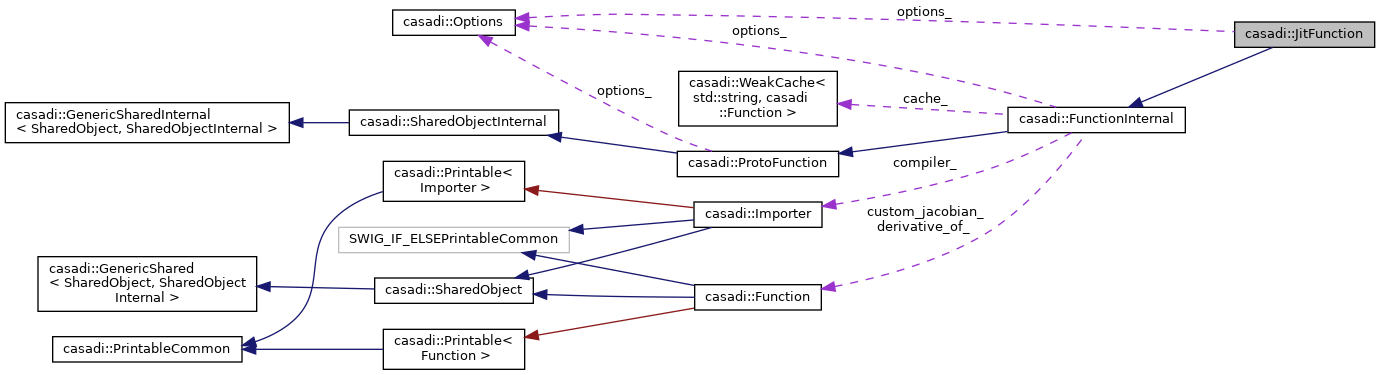 casadi::Options
options_
casadi::JitFunction
options_
casadi::WeakCache<
std::string, casadi
::Function >
options_
cache_
casadi::GenericSharedInternal
< SharedObject, SharedObjectInternal >
casadi::SharedObjectInternal
casadi::FunctionInternal
casadi::ProtoFunction
compiler_
casadi::Printable<
Importer >
casadi::Importer
custom_jacobian_
derivative_of_
SWIG_IF_ELSEPrintableCommon
casadi::GenericShared
< SharedObject, SharedObject
Internal >
casadi::SharedObject
casadi::Function
casadi::PrintableCommon
casadi::Printable<
Function >